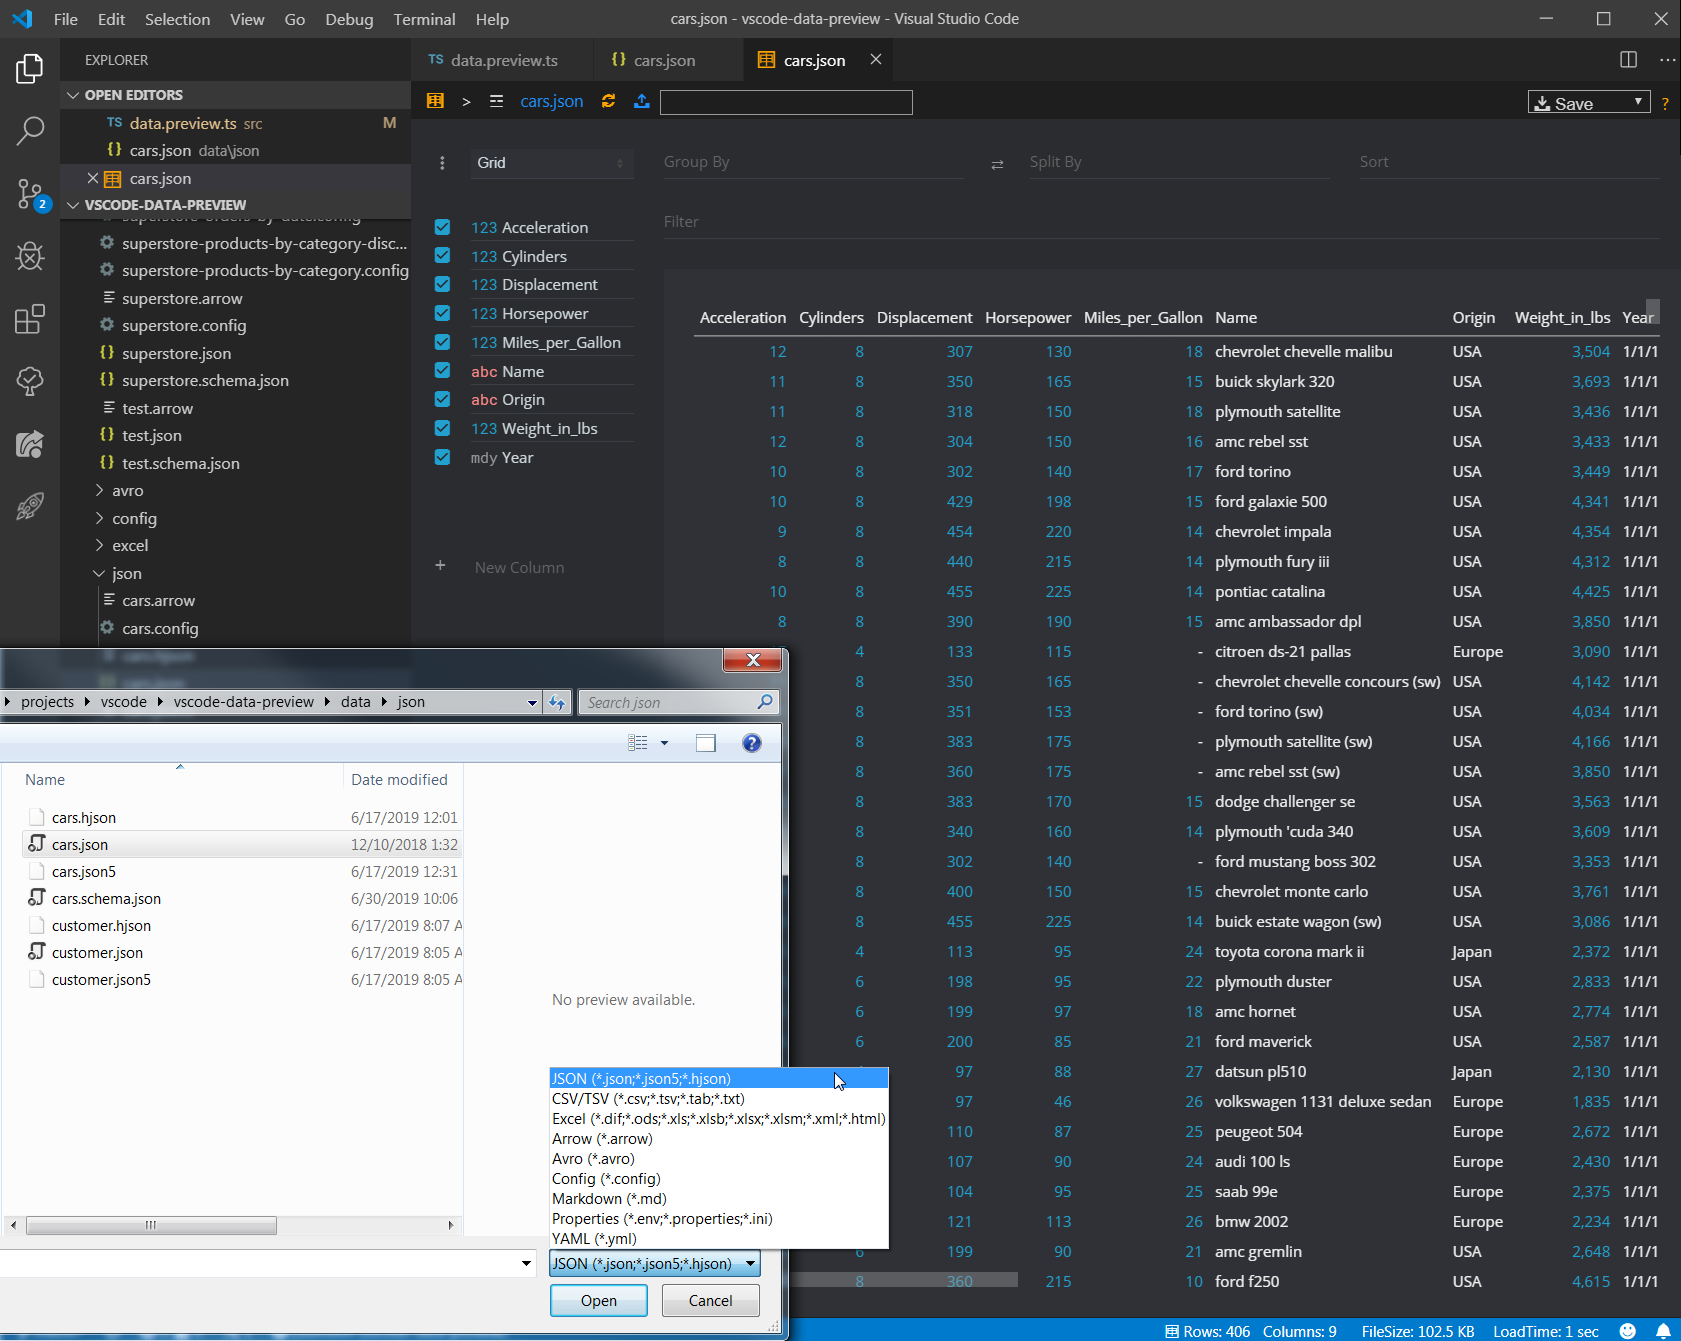 File Edit Selection View Go Debug Terminal Help cars.json - vscode-data-preview - Visual Studio Code
EXPLORER
OPEN EDITORS
TS data.preview.ts src M
{} cars.json data\json
cars.json
VSCODE-DATA-PREVIEW
superstore-orders-by-date.config
superstore-products-by-category-disc...
superstore-products-by-category.config
superstore.arrow
superstore.config
{} superstore.json
{} superstore.schema.json
test.arrow
{} test.json
{} test.schema.json
avro
config
excel
json
cars.arrow
cars.config
cars.hjson
2
TS data.preview.ts {} cars.json cars.json
> cars.json Save ?
Grid Group By Split By Sort
Filter
123 Acceleration
123 Cylinders
123 Displacement
123 Horsepower
123 Miles_per_Gallon
abc Name
abc Origin
123 Weight_in_lbs
mdy Year
+ New Column
Acceleration Cylinders Displacement Horsepower Miles_per_Gallon Name Origin Weight_in_lbs Year
12 8 307 130 18 chevrolet chevelle malibu USA 3,504 1/1/1
11 8 350 165 15 buick skylark 320 USA 3,693 1/1/1
11 8 318 150 18 plymouth satellite USA 3,436 1/1/1
12 8 304 150 16 amc rebel sst USA 3,433 1/1/1
10 8 302 140 17 ford torino USA 3,449 1/1/1
10 8 429 198 15 ford galaxie 500 USA 4,341 1/1/1
9 8 454 220 14 chevrolet impala USA 4,354 1/1/1
8 8 440 215 14 plymouth fury iii USA 4,312 1/1/1
10 8 455 225 14 pontiac catalina USA 4,425 1/1/1
8 8 390 190 15 amc ambassador dpl USA 3,850 1/1/1
4 133 115 - citroen ds-21 pallas Europe 3,090 1/1/1
8 350 165 - chevrolet chevelle concours (sw) USA 4,142 1/1/1
8 351 153 - ford torino (sw) USA 4,034 1/1/1
8 383 175 - plymouth satellite (sw) USA 4,166 1/1/1
8 360 175 - amc rebel sst (sw) USA 3,850 1/1/1
8 383 170 15 dodge challenger se USA 3,563 1/1/1
8 340 160 14 plymouth 'cuda 340 USA 3,609 1/1/1
8 302 140 - ford mustang boss 302 USA 3,353 1/1/1
8 400 150 15 chevrolet monte carlo USA 3,761 1/1/1
8 455 225 14 buick estate wagon (sw) USA 3,086 1/1/1
4 113 95 24 toyota corona mark ii Japan 2,372 1/1/1
6 198 95 22 plymouth duster USA 2,833 1/1/1
6 199 97 18 amc hornet USA 2,774 1/1/1
6 200 85 21 ford maverick USA 2,587 1/1/1
97 88 27 datsun pl510 Japan 2,130 1/1/1
97 46 26 volkswagen 1131 deluxe sedan Europe 1,835 1/1/1
110 87 25 peugeot 504 Europe 2,672 1/1/1
107 90 24 audi 100 ls Europe 2,430 1/1/1
104 95 25 saab 99e Europe 2,375 1/1/1
121 113 26 bmw 2002 Europe 2,234 1/1/1
6 199 90 21 amc gremlin USA 2,648 1/1/1
8 360 215 10 ford f250 USA 4,615 1/1/1
projects vscode vscode-data-preview data json Search json
Name Date modified
cars.hjson 6/17/2019 12:01
cars.json 12/10/2018 1:32
cars.json5 6/17/2019 12:31
cars.schema.json 6/30/2019 10:06
customer.hjson 6/17/2019 8:07 A
customer.json 6/17/2019 8:05 A
customer.json5 6/17/2019 8:05 A
No preview available.
JSON (*.json;*.json5;*.hjson)
CSV/TSV (*.csv;*.tsv;*.tab;*.txt)
Excel (*.dif;*.ods;*.xls;*.xlsb;*.xlsx;*.xlsm;*.xml;*.html)
Arrow (*.arrow)
Avro (*.avro)
Config (*.config)
Markdown (*.md)
Properties (*.env;*.properties;*.ini)
YAML (*.yml)
JSON (*.json;*.json5;*.hjson)
Open Cancel
Rows: 406 Columns: 9 FileSize: 102.5 KB LoadTime: 1 sec